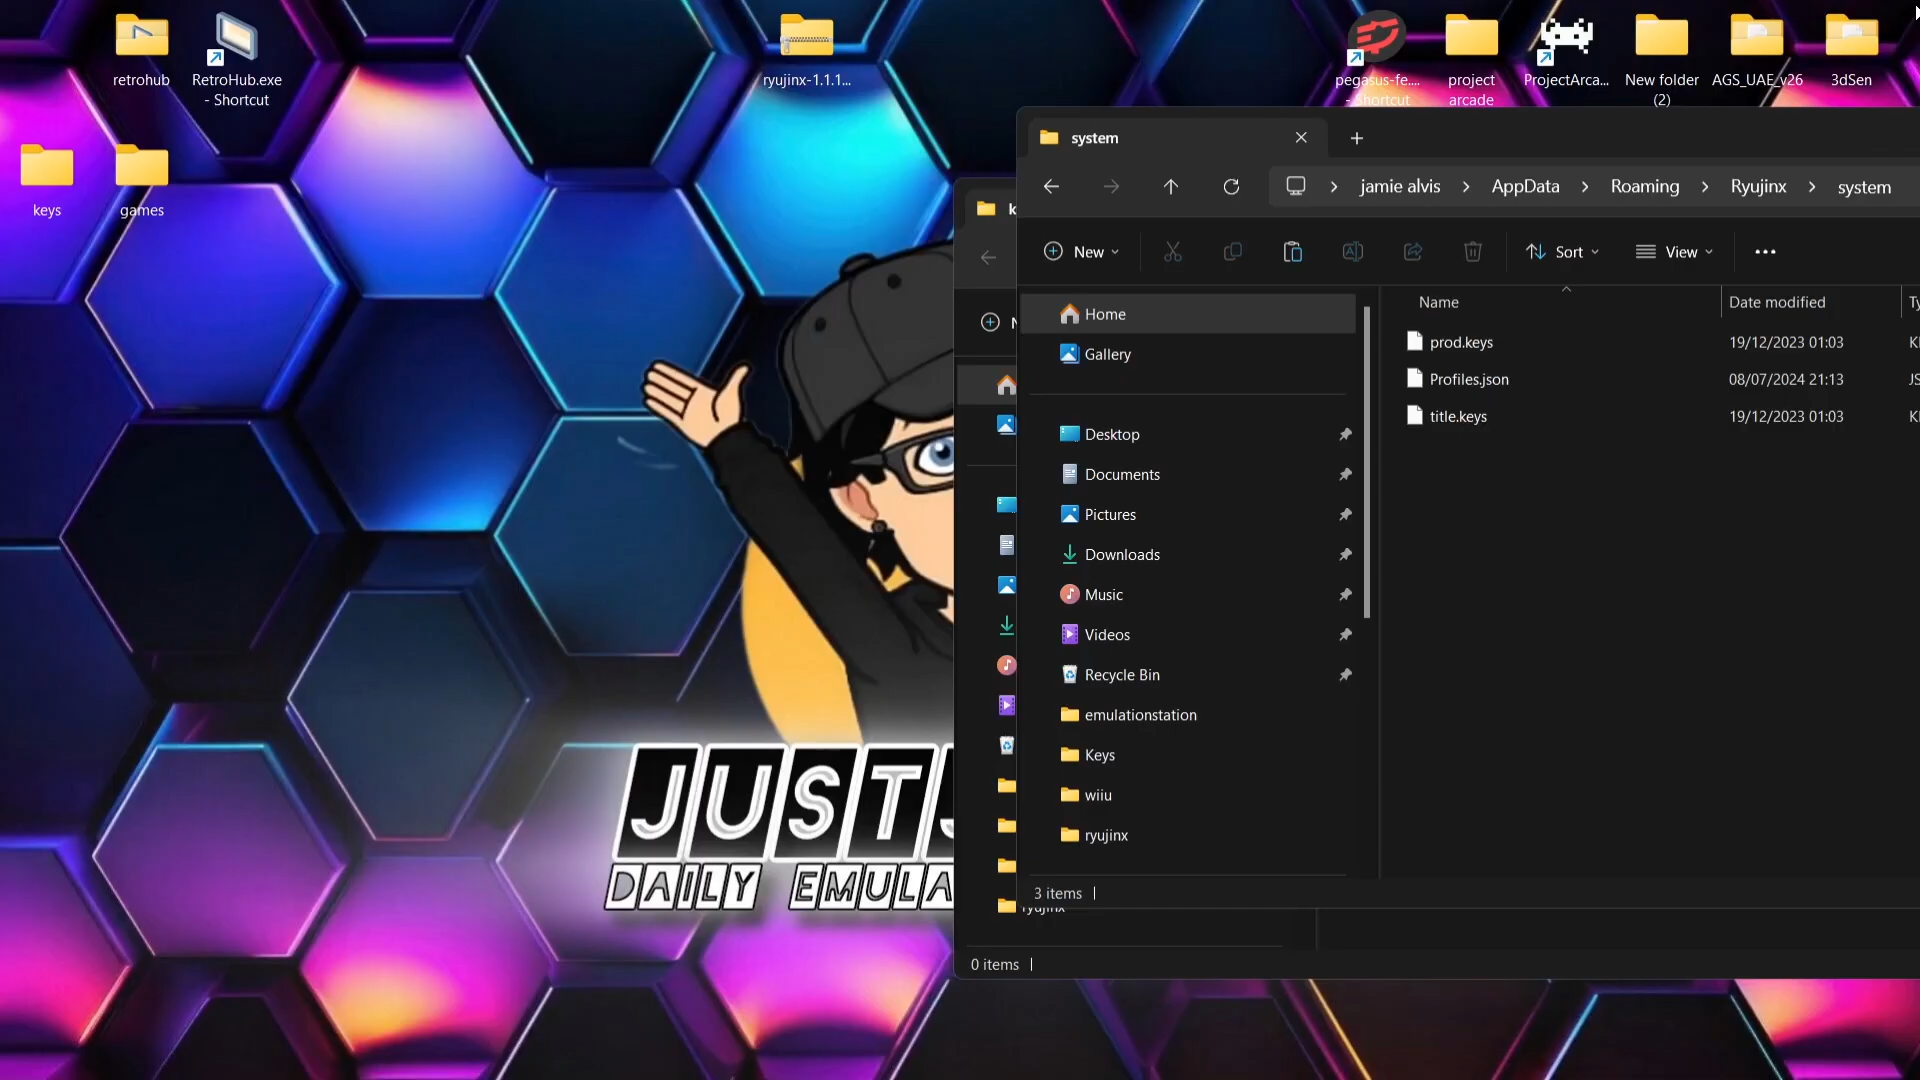 retrohub
RetroHub.exe
- Shortcut
ryujinx-1.1.1...
pegasus-fe....
- Shortcut
project
arcade
ProjectArca...
New folder
(2)
AGS_UAE_v26
3dSen
keys
games
system
jamie alvis
AppData
Roaming
Ryujinx
system
New
Sort
View
Name
Date modified
prod.keys
19/12/2023 01:03
Profiles.json
08/07/2024 21:13
title.keys
19/12/2023 01:03
Home
Gallery
Desktop
Documents
Pictures
Downloads
Music
Videos
Recycle Bin
emulationstation
Keys
wiiu
ryujinx
3 items
ryujinx
0 items
JUSTJ
DAILY EMULA